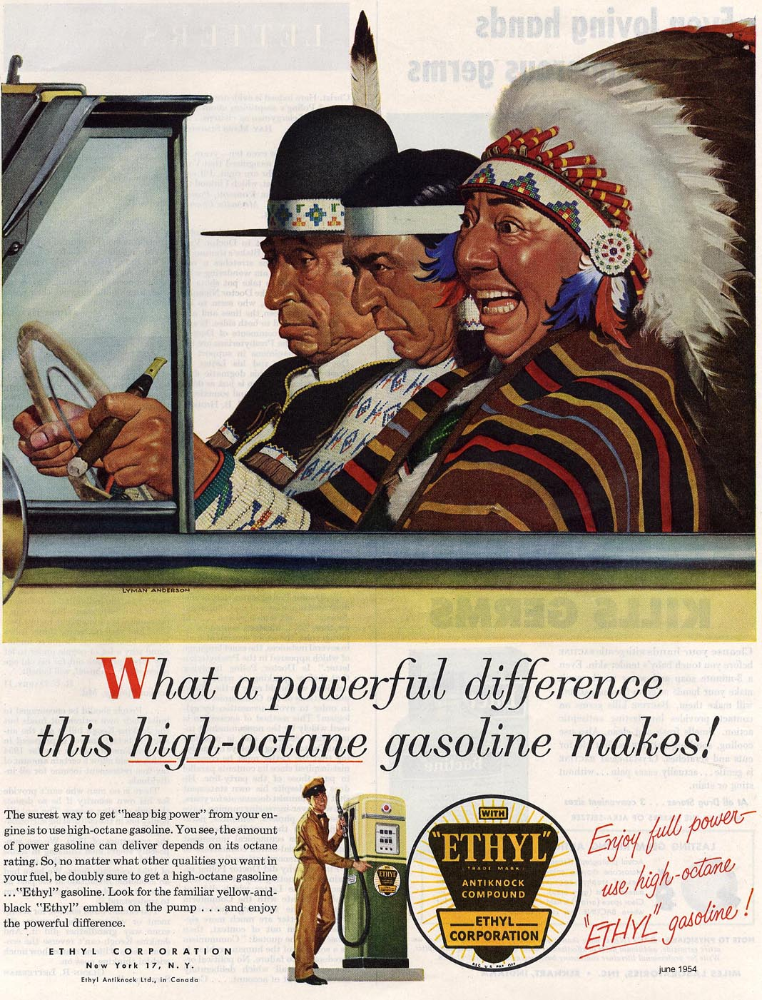 LYMAN ANDERSON
What a powerful difference
this high-octane gasoline makes!
The surest way to get "heap big power" from your en-
gine is to use high-octane gasoline. You see, the amount
of power gasoline can deliver depends on its octane
rating. So, no matter what other qualities you want in
your fuel, be doubly sure to get a high-octane gasoline
..."Ethyl" gasoline. Look for the familiar yellow-and-
black "Ethyl" emblem on the pump . . . and enjoy
the powerful difference.
ETHYL CORPORATION
New York 17, N. Y.
Ethyl Antiknock Ltd., in Canada
ETHYL
WITH
"ETHYL"
TRADE MARK
ANTIKNOCK
COMPOUND
ETHYL
CORPORATION
REG. U.S. PAT. OFF.
Enjoy full power-
use high-octane
"ETHYL" gasoline!
june 1954